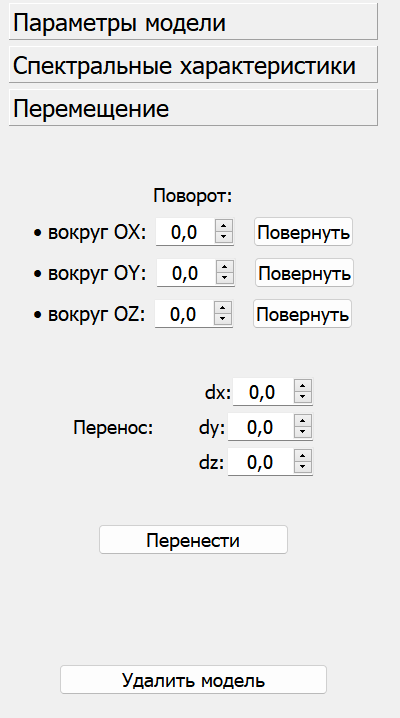 Параметры модели
Спектральные характеристики
Перемещение
Поворот:
• вокруг OX: 0,0 Повернуть
• вокруг OY: 0,0 Повернуть
• вокруг OZ: 0,0 Повернуть
dx: 0,0
Перенос: dy: 0,0
dz: 0,0
Перенести
Удалить модель